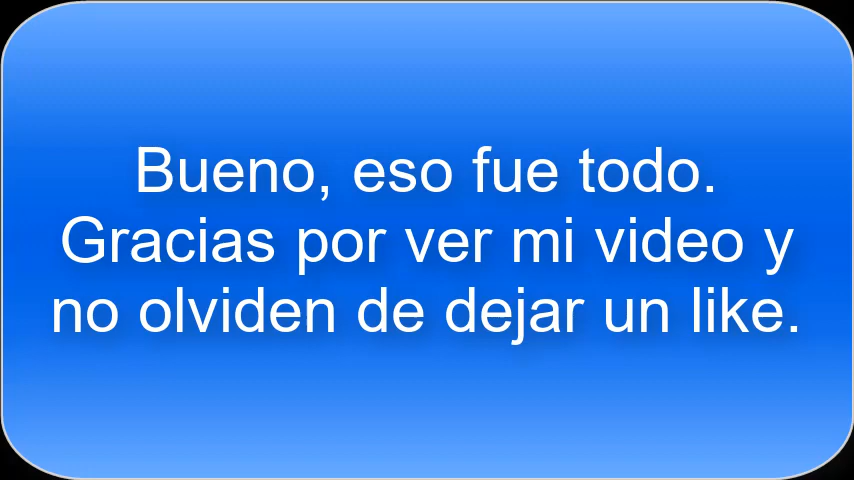 Bueno, eso fue todo.
Gracias por ver mi video y
no olviden de dejar un like.